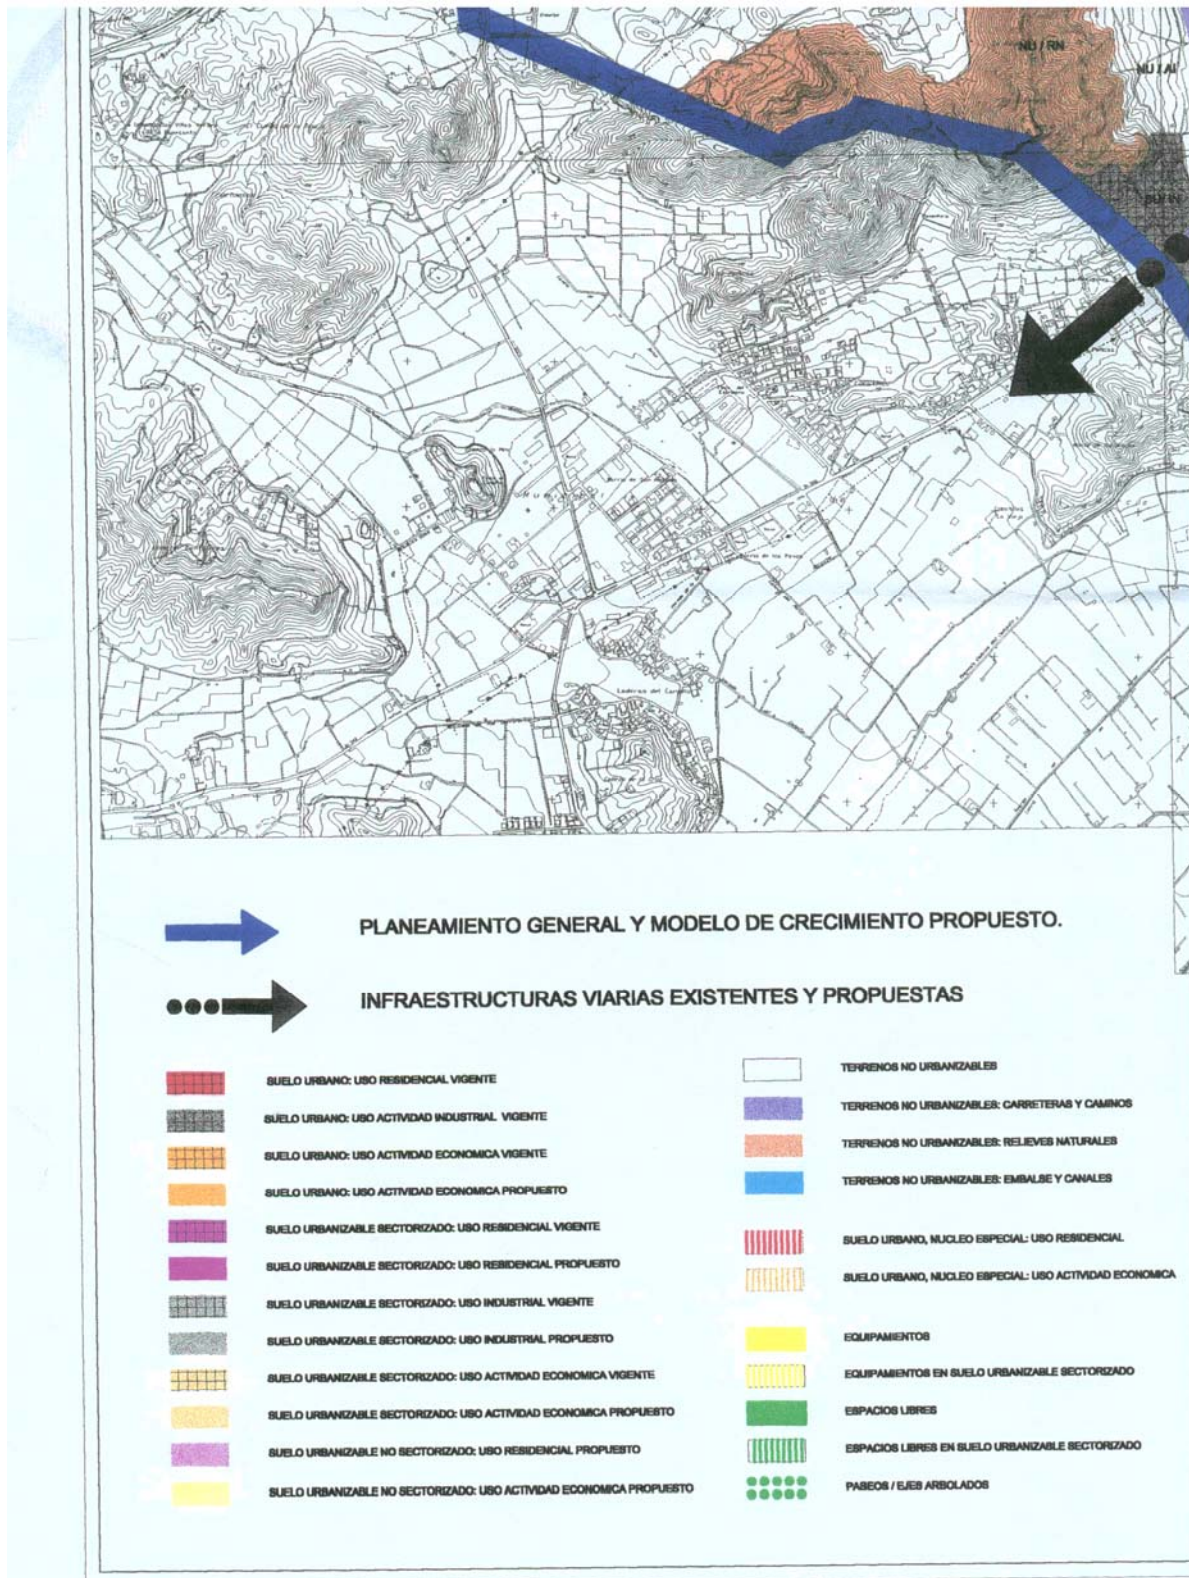 NU / RN
NU / AI
SU / IN
PLANEAMIENTO GENERAL Y MODELO DE CRECIMIENTO PROPUESTO.
INFRAESTRUCTURAS VIARIAS EXISTENTES Y PROPUESTAS
SUELO URBANO: USO RESIDENCIAL VIGENTE
SUELO URBANO: USO ACTIVIDAD INDUSTRIAL VIGENTE
SUELO URBANO: USO ACTIVIDAD ECONOMICA VIGENTE
SUELO URBANO: USO ACTIVIDAD ECONOMICA PROPUESTO
SUELO URBANIZABLE SECTORIZADO: USO RESIDENCIAL VIGENTE
SUELO URBANIZABLE SECTORIZADO: USO RESIDENCIAL PROPUESTO
SUELO URBANIZABLE SECTORIZADO: USO INDUSTRIAL VIGENTE
SUELO URBANIZABLE SECTORIZADO: USO INDUSTRIAL PROPUESTO
SUELO URBANIZABLE SECTORIZADO: USO ACTIVIDAD ECONOMICA VIGENTE
SUELO URBANIZABLE SECTORIZADO: USO ACTIVIDAD ECONOMICA PROPUESTO
SUELO URBANIZABLE NO SECTORIZADO: USO RESIDENCIAL PROPUESTO
SUELO URBANIZABLE NO SECTORIZADO: USO ACTIVIDAD ECONOMICA PROPUESTO
TERRENOS NO URBANIZABLES
TERRENOS NO URBANIZABLES: CARRETERAS Y CAMINOS
TERRENOS NO URBANIZABLES: RELIEVES NATURALES
TERRENOS NO URBANIZABLES: EMBALSE Y CANALES
SUELO URBANO, NUCLEO ESPECIAL: USO RESIDENCIAL
SUELO URBANO, NUCLEO ESPECIAL: USO ACTIVIDAD ECONOMICA
EQUIPAMIENTOS
EQUIPAMIENTOS EN SUELO URBANIZABLE SECTORIZADO
ESPACIOS LIBRES
ESPACIOS LIBRES EN SUELO URBANIZABLE SECTORIZADO
PASEOS / EJES ARBOLADOS